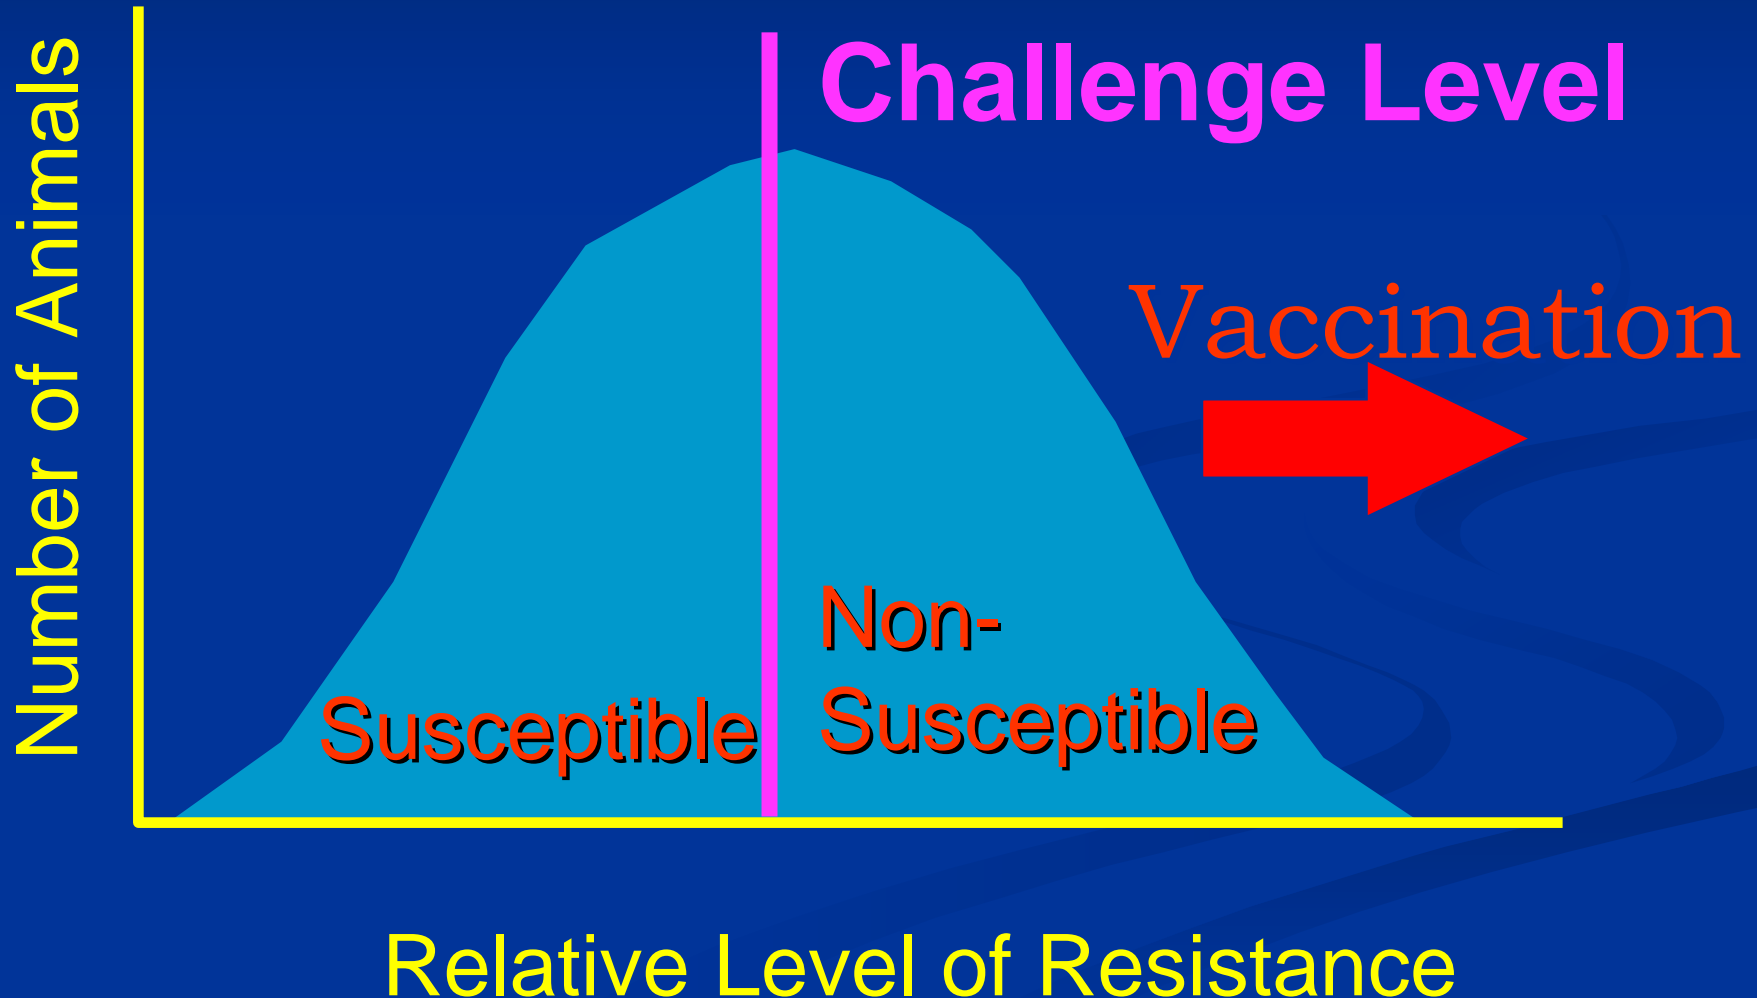 Number of Animals
Challenge Level
Vaccination
Non-
Susceptible
Susceptible
Relative Level of Resistance